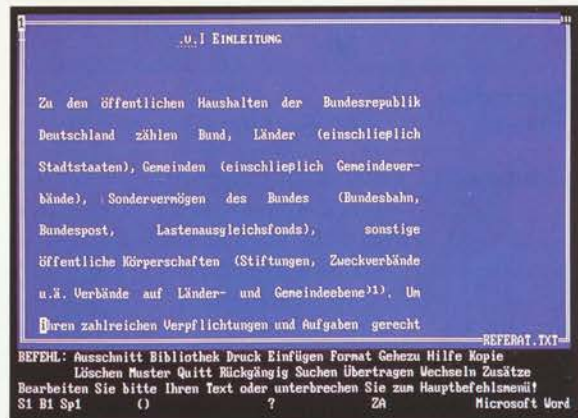 1
.v.I EINLEITUNG
Zu den öffentlichen Haushalten der Bundesrepublik
Deutschland zählen Bund, Länder (einschließlich
Stadtstaaten), Gemeinden (einschließlich Gemeindever-
bände), Sondervermögen des Bundes (Bundesbahn,
Bundespost, Lastenausgleichsfonds), sonstige
öffentliche Körperschaften (Stiftungen, Zweckverbände
u.ä. Verbände auf Länder- und Gemeindeebene)1). Um
ihren zahlreichen Verpflichtungen und Aufgaben gerecht
REFERAT.TXT
BEFEHL: Ausschnitt Bibliothek Druck Einfügen Format Gehezu Hilfe Kopie
Löschen Muster Quitt Rückgängig Suchen Übertragen Wechseln Zusätze
Bearbeiten Sie bitte Ihren Text oder unterbrechen Sie zum Hauptbefehlsmenü!
S1 B1 Sp1 () ? ZA Microsoft Word